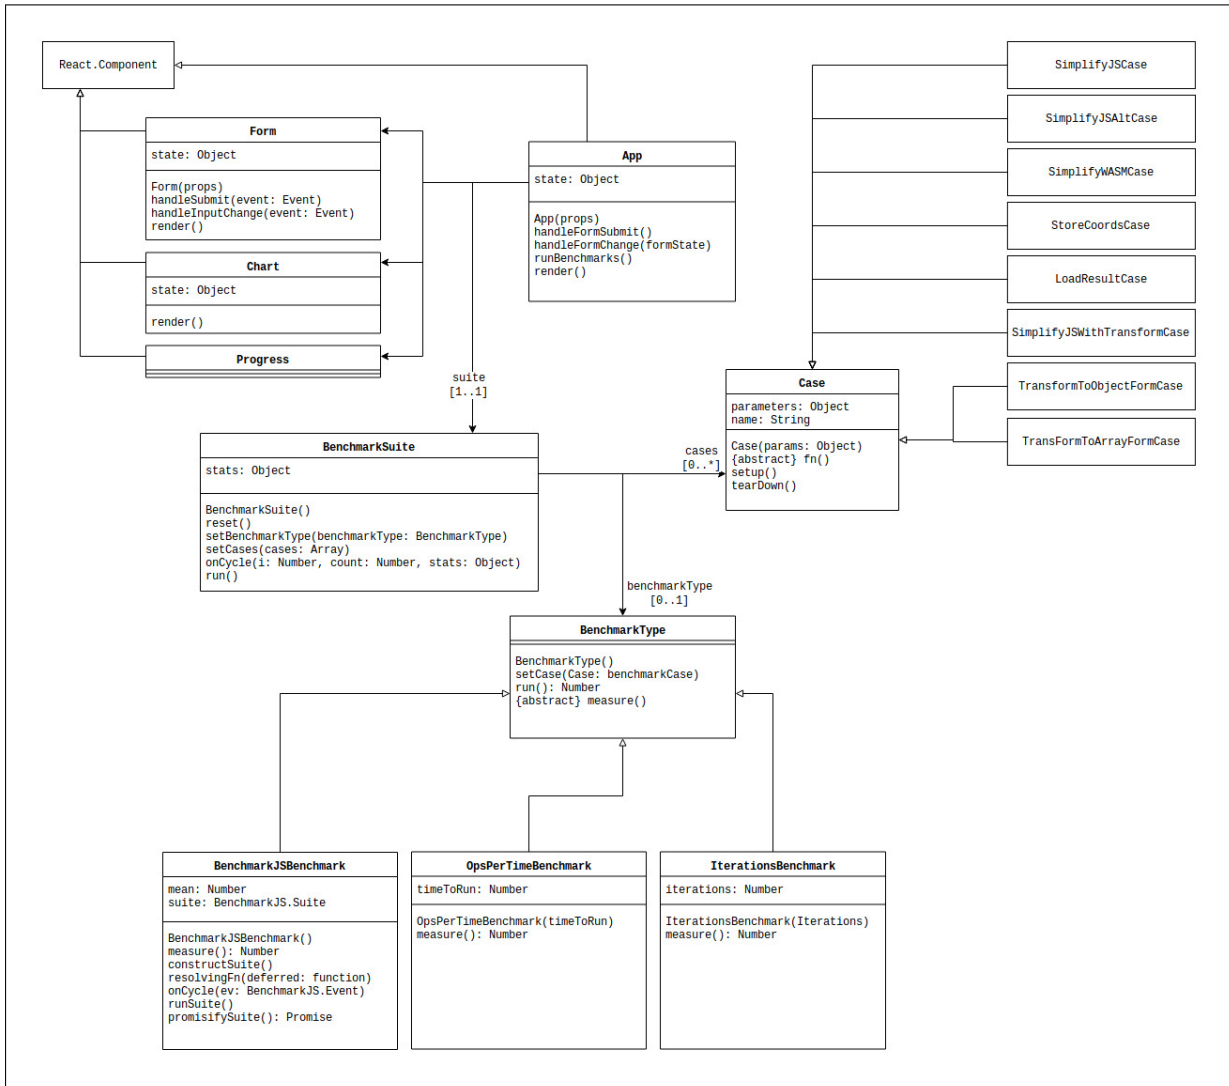 React.Component
Form
state: Object
Form(props)
handleSubmit(event: Event)
handleInputChange(event: Event)
render()
Chart
state: Object
render()
Progress
App
state: Object
App(props)
handleFormSubmit()
handleFormChange(formState)
runBenchmarks()
render()
SimplifyJSCase
SimplifyJSAltCase
SimplifyWASMCase
StoreCoordsCase
LoadResultCase
SimplifyJSWithTransformCase
TransformToObjectFormCase
TransFormToArrayFormCase
suite
[1..1]
Case
parameters: Object
name: String
Case(params: Object)
{abstract} fn()
setup()
tearDown()
BenchmarkSuite
stats: Object
BenchmarkSuite()
reset()
setBenchmarkType(benchmarkType: BenchmarkType)
setCases(cases: Array)
onCycle(i: Number, count: Number, stats: Object)
run()
cases
[0..*]
benchmarkType
[0..1]
BenchmarkType
BenchmarkType()
setCase(Case: benchmarkCase)
run(): Number
{abstract} measure()
BenchmarkJSBenchmark
mean: Number
suite: BenchmarkJS.Suite
BenchmarkJSBenchmark()
measure(): Number
constructSuite()
resolvingFn(deferred: function)
onCycle(ev: BenchmarkJS.Event)
runSuite()
promisifySuite(): Promise
OpsPerTimeBenchmark
timeToRun: Number
OpsPerTimeBenchmark(timeToRun)
measure(): Number
IterationsBenchmark
iterations: Number
IterationsBenchmark(Iterations)
measure(): Number